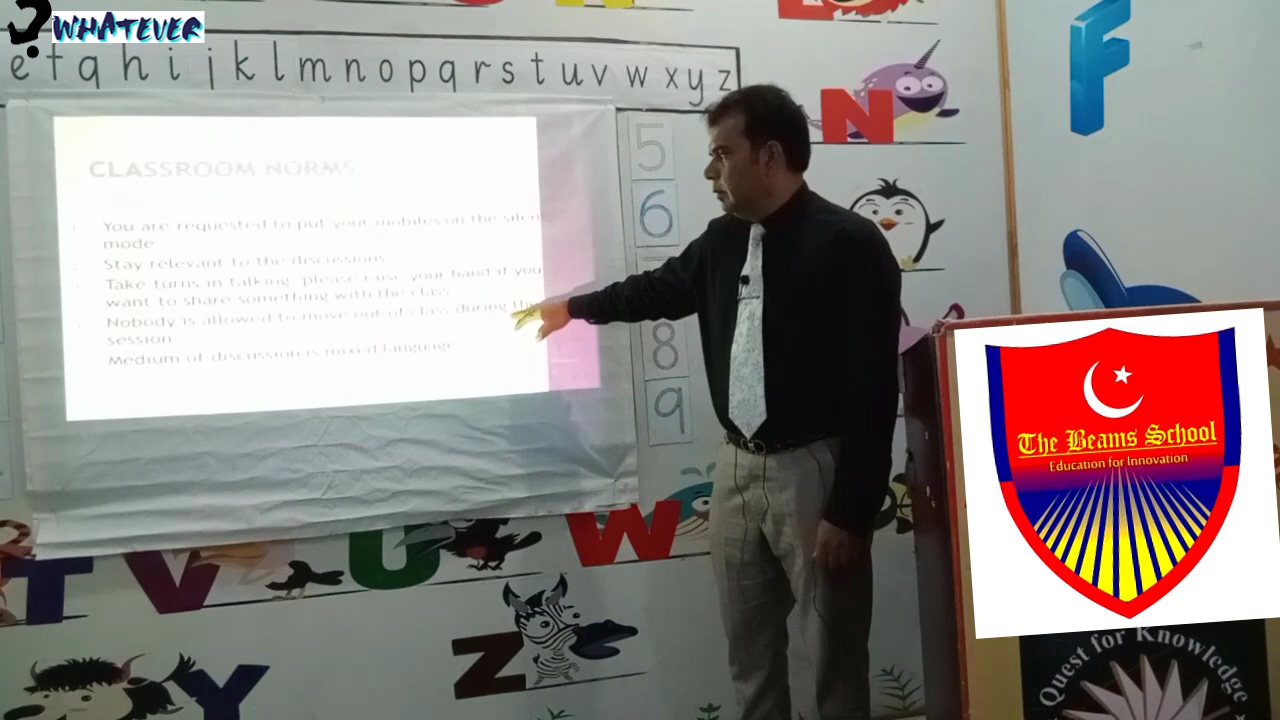 ? WHATEVER
e f g h i j k l m n o p q r s t u v w x y z
N
F
5
6
8
9
CLASSROOM NORMS
You are requested to put your mobiles on the silen
mode
Stay relevant to the discussions
Take turns in talking, please raise your hand if you
want to share something with the class.
Nobody is allowed to move out of class during the
session
Medium of discussion is mixed language
The Beams School
Education for Innovation
Quest for Knowledge
T V U W
Z
Y